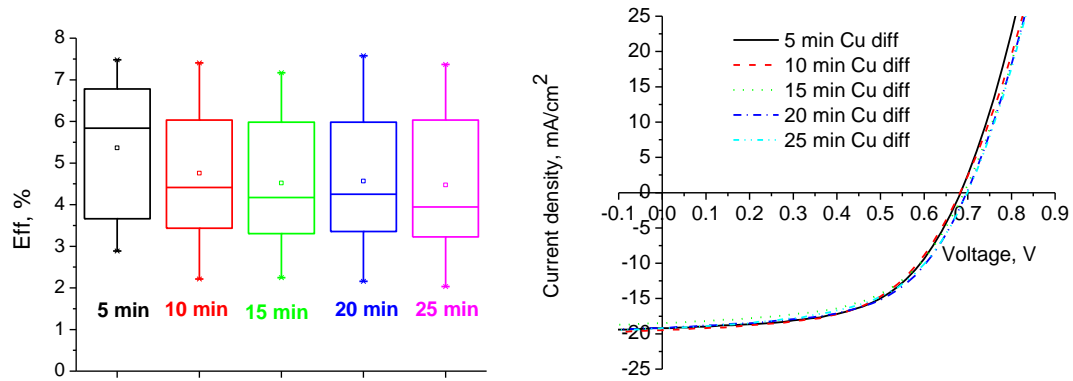 8
7
6
5
4
3
2
1
0
Eff, %
5 min
10 min
15 min
20 min
25 min
25
20
15
10
5
0
-5
-10
-15
-20
-25
Current density, mA/cm²
-0.1 0.0 0.1 0.2 0.3 0.4 0.5 0.6 0.7 0.8 0.9
Voltage, V
5 min Cu diff
10 min Cu diff
15 min Cu diff
20 min Cu diff
25 min Cu diff